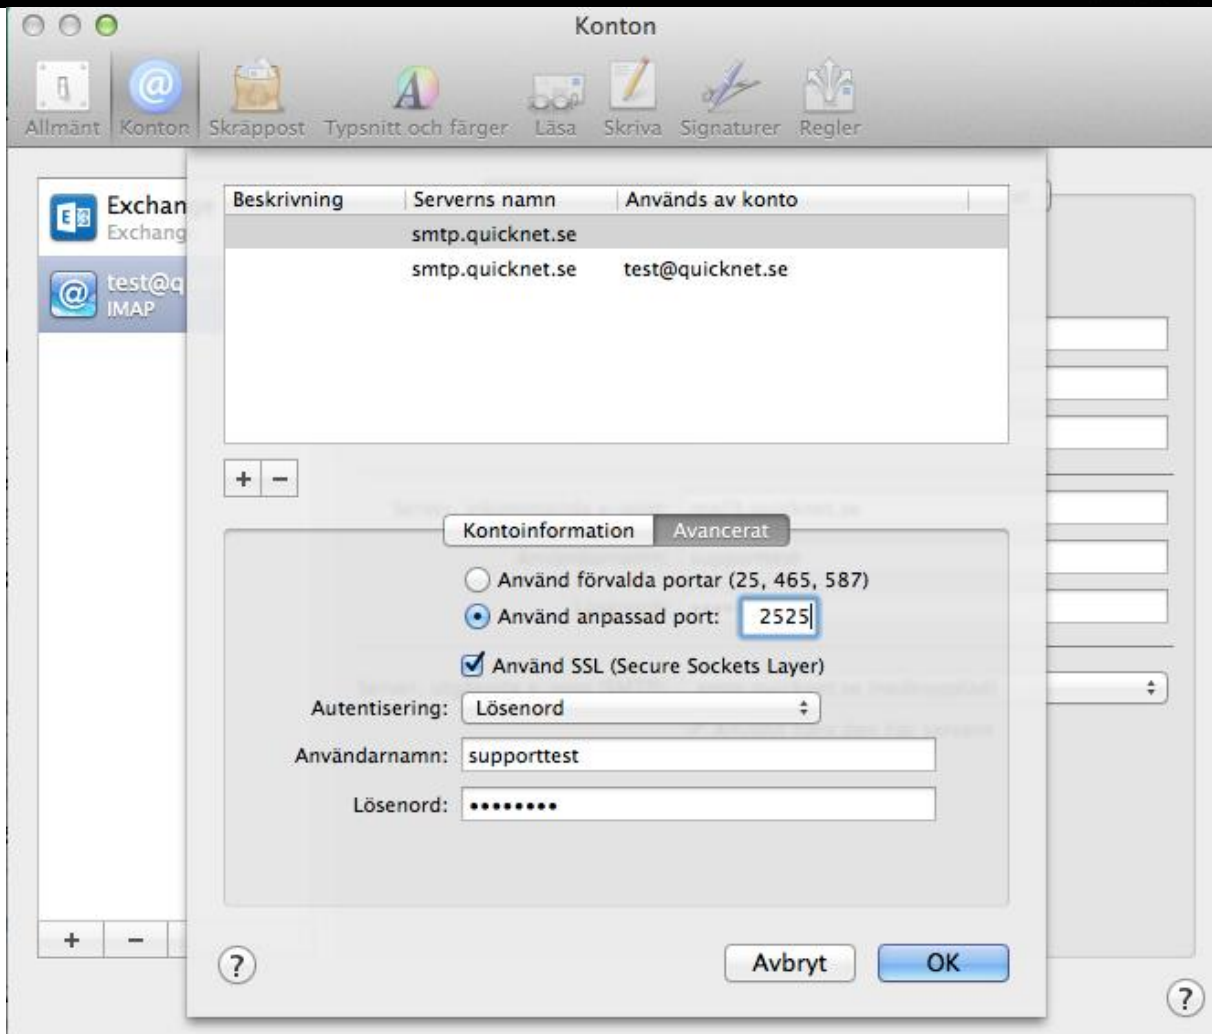 Konton
Allmänt Konton Skräppost Typsnitt och färger Läsa Skriva Signaturer Regler
Exchan
Exchang
test@q
IMAP
Beskrivning Serverns namn Används av konto
smtp.quicknet.se
smtp.quicknet.se test@quicknet.se
+ −
Kontoinformation Avancerat
Använd förvalda portar (25, 465, 587)
Använd anpassad port: 2525
Använd SSL (Secure Sockets Layer)
Autentisering: Lösenord
Användarnamn: supporttest
Lösenord: ••••••••
+ −
? Avbryt OK
?